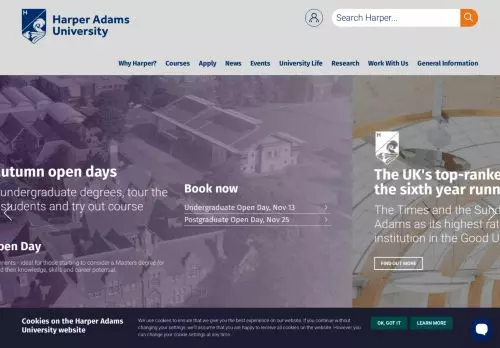 H
Harper Adams
University
Search Harper...
Why Harper? Courses Apply News Events University Life Research Work With Us General Information
autumn open days
undergraduate degrees, tour the
students and try out course
Book now
Undergraduate Open Day, Nov 13
Postgraduate Open Day, Nov 25
pen Day
ments - ideal for those starting to consider a Masters degree for
d their knowledge, skills and career potential.
H
The UK's top-ranke
the sixth year runn
The Times and the Sun
Adams as its highest rat
institution in the Good U
FIND OUT MORE
Cookies on the Harper Adams
University website
We use cookies to ensure that we give you the best experience on our website. If you continue without
changing your settings, we'll assume that you are happy to receive all cookies on the website. However, you
can change your cookie settings at any time.
OK, GOT IT
LEARN MORE